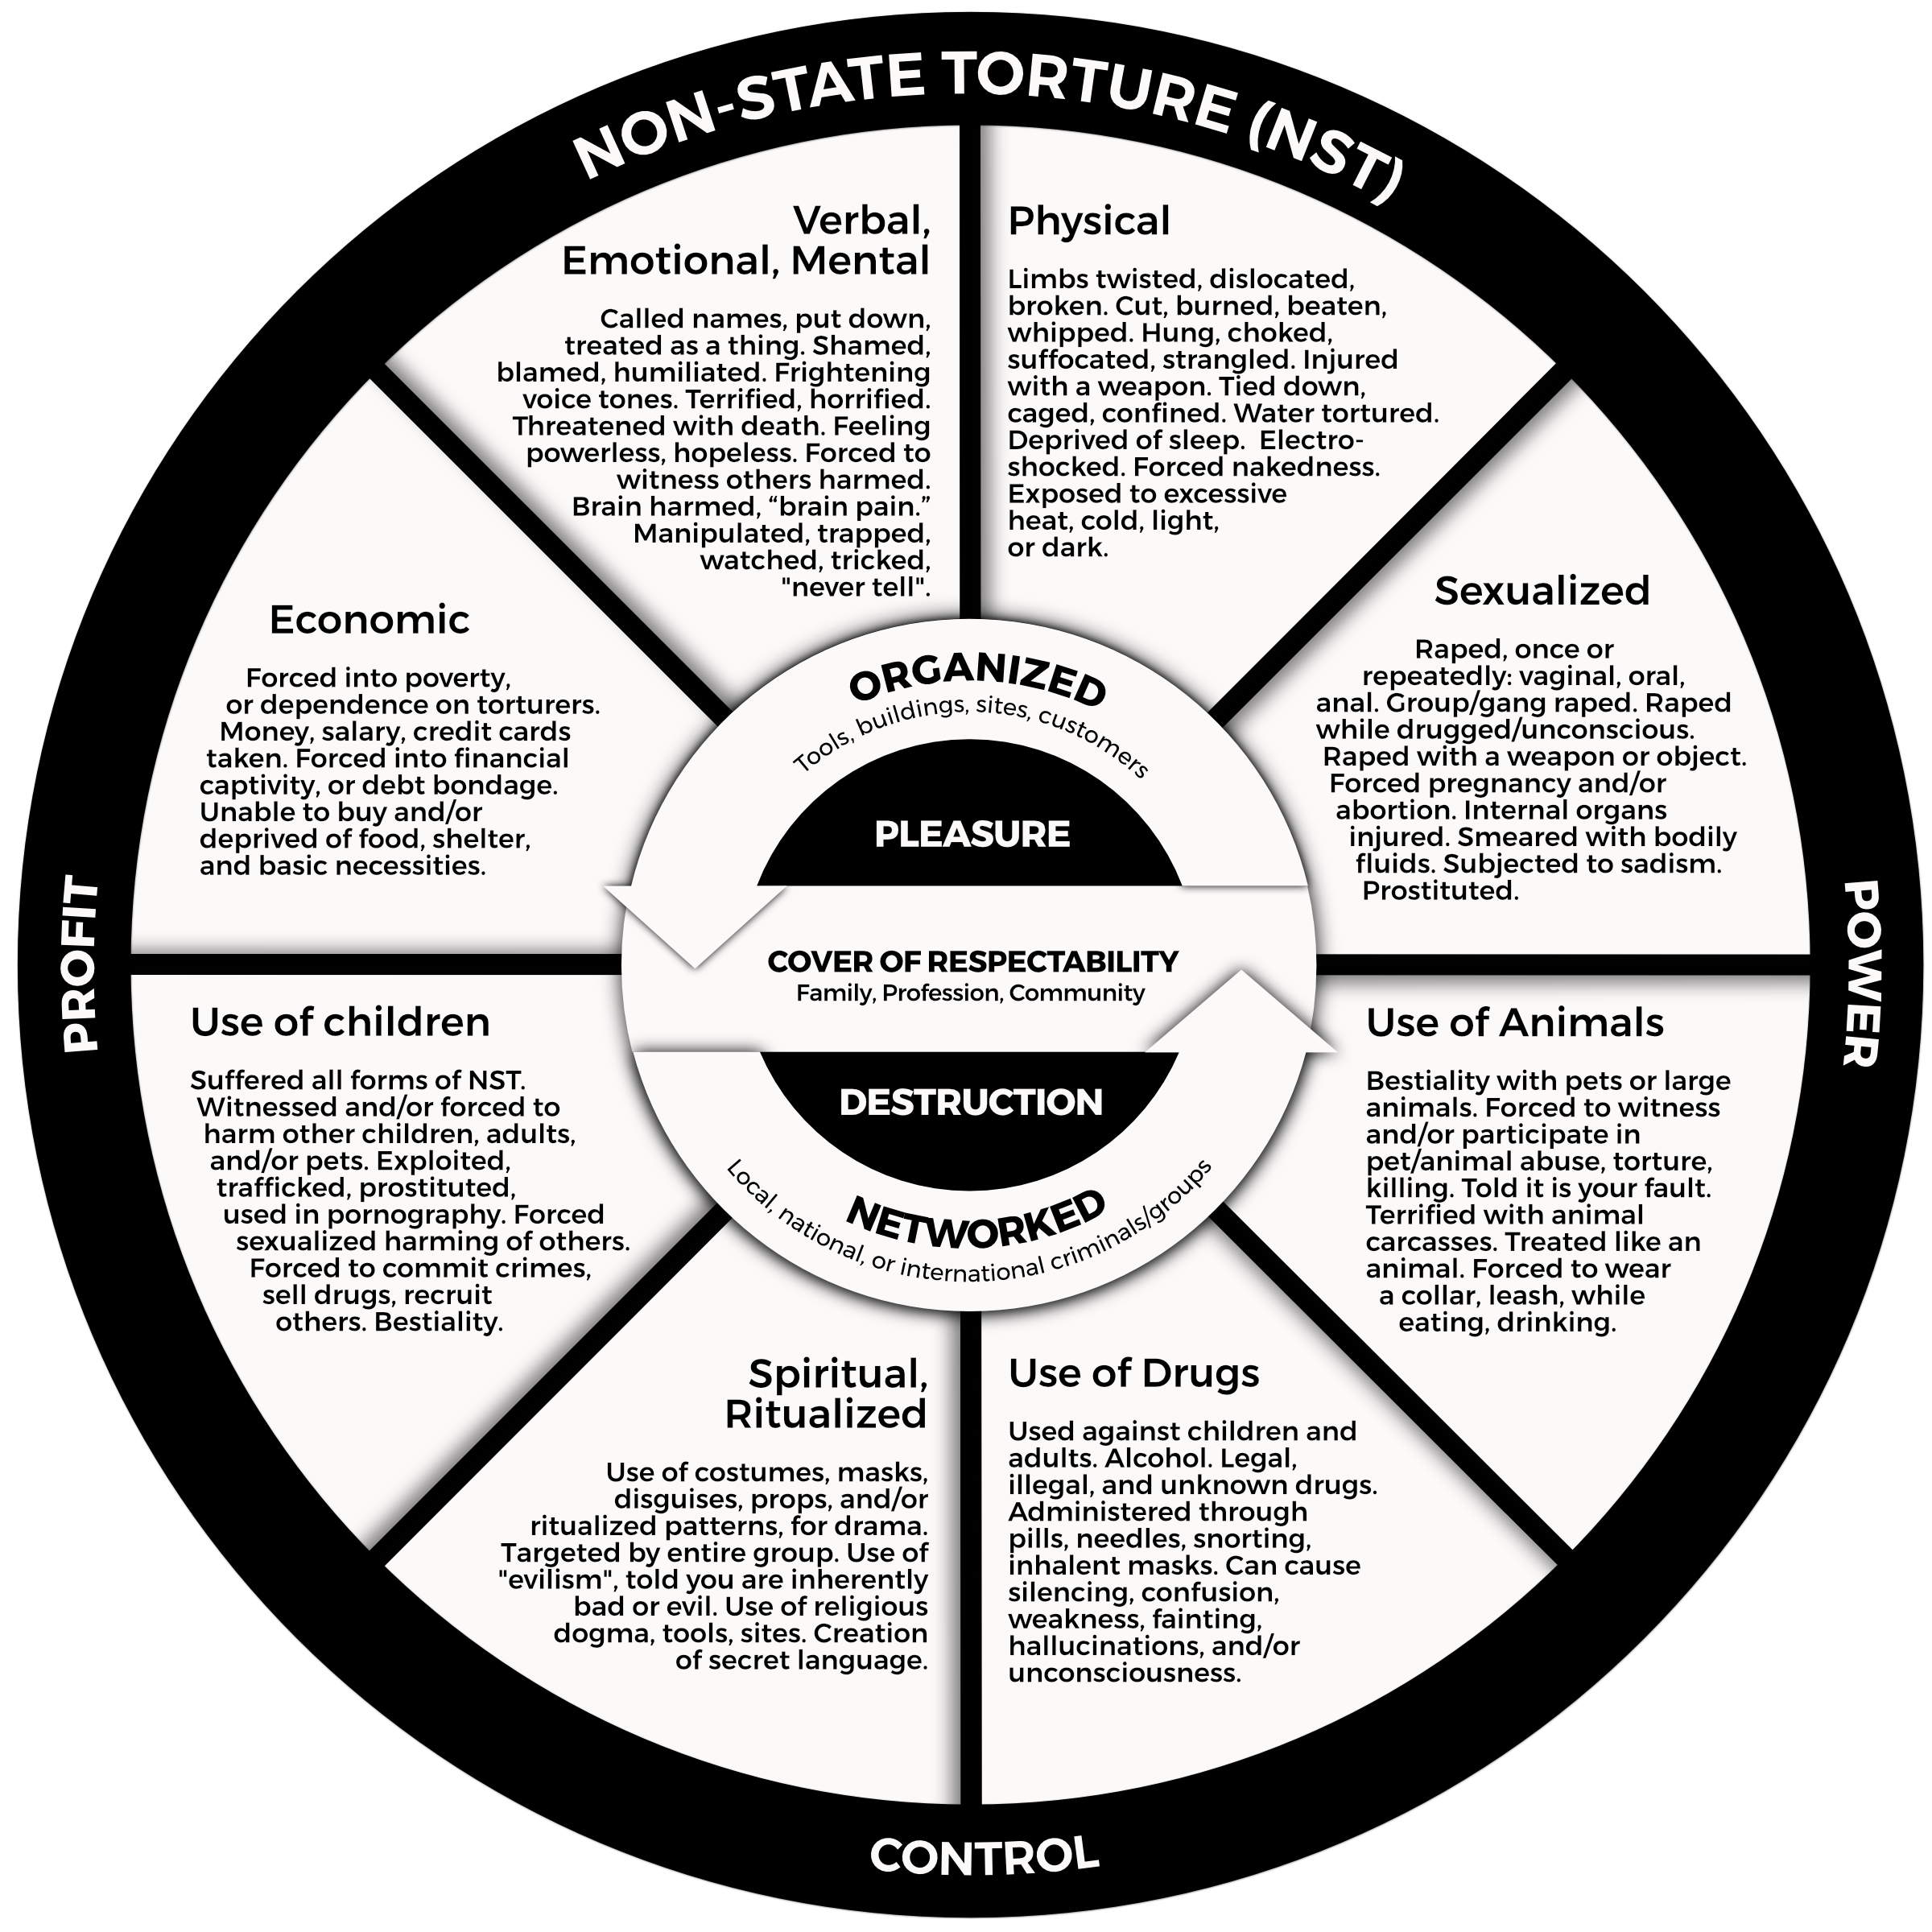 NON-STATE TORTURE (NST)
Verbal,
Emotional, Mental
Called names, put down,
treated as a thing. Shamed,
blamed, humiliated. Frightening
voice tones. Terrified, horrified.
Threatened with death. Feeling
powerless, hopeless. Forced to
witness others harmed.
Brain harmed, “brain pain.”
Manipulated, trapped,
watched, tricked,
"never tell".
Physical
Limbs twisted, dislocated,
broken. Cut, burned, beaten,
whipped. Hung, choked,
suffocated, strangled. Injured
with a weapon. Tied down,
caged, confined. Water tortured.
Deprived of sleep. Electro-
shocked. Forced nakedness.
Exposed to excessive
heat, cold, light,
or dark.
Sexualized
Raped, once or
repeatedly: vaginal, oral,
anal. Group/gang raped. Raped
while drugged/unconscious.
Raped with a weapon or object.
Forced pregnancy and/or
abortion. Internal organs
injured. Smeared with bodily
fluids. Subjected to sadism.
Prostituted.
POWER
Use of Animals
Bestiality with pets or large
animals. Forced to witness
and/or participate in
pet/animal abuse, torture,
killing. Told it is your fault.
Terrified with animal
carcasses. Treated like an
animal. Forced to wear
a collar, leash, while
eating, drinking.
Use of Drugs
Used against children and
adults. Alcohol. Legal,
illegal, and unknown drugs.
Administered through
pills, needles, snorting,
inhalent masks. Can cause
silencing, confusion,
weakness, fainting,
hallucinations, and/or
unconsciousness.
CONTROL
Spiritual,
Ritualized
Use of costumes, masks,
disguises, props, and/or
ritualized patterns, for drama.
Targeted by entire group. Use of
"evilism", told you are inherently
bad or evil. Use of religious
dogma, tools, sites. Creation
of secret language.
Use of children
Suffered all forms of NST.
Witnessed and/or forced to
harm other children, adults,
and/or pets. Exploited,
trafficked, prostituted,
used in pornography. Forced
sexualized harming of others.
Forced to commit crimes,
sell drugs, recruit
others. Bestiality.
PROFIT
Economic
Forced into poverty,
or dependence on torturers.
Money, salary, credit cards
taken. Forced into financial
captivity, or debt bondage.
Unable to buy and/or
deprived of food, shelter,
and basic necessities.
ORGANIZED
Tools, buildings, sites, customers
PLEASURE
COVER OF RESPECTABILITY
Family, Profession, Community
DESTRUCTION
NETWORKED
Local, national, or international criminals/groups